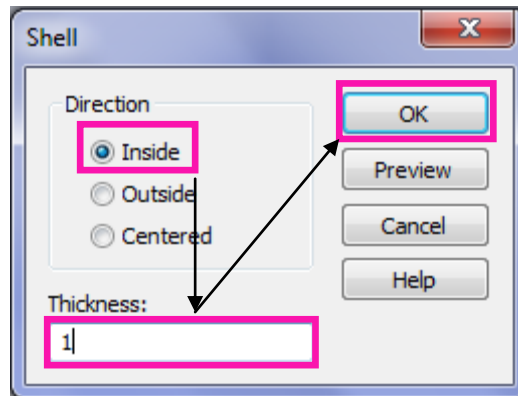 Shell
Direction
Inside
Outside
Centered
Thickness:
1
OK
Preview
Cancel
Help